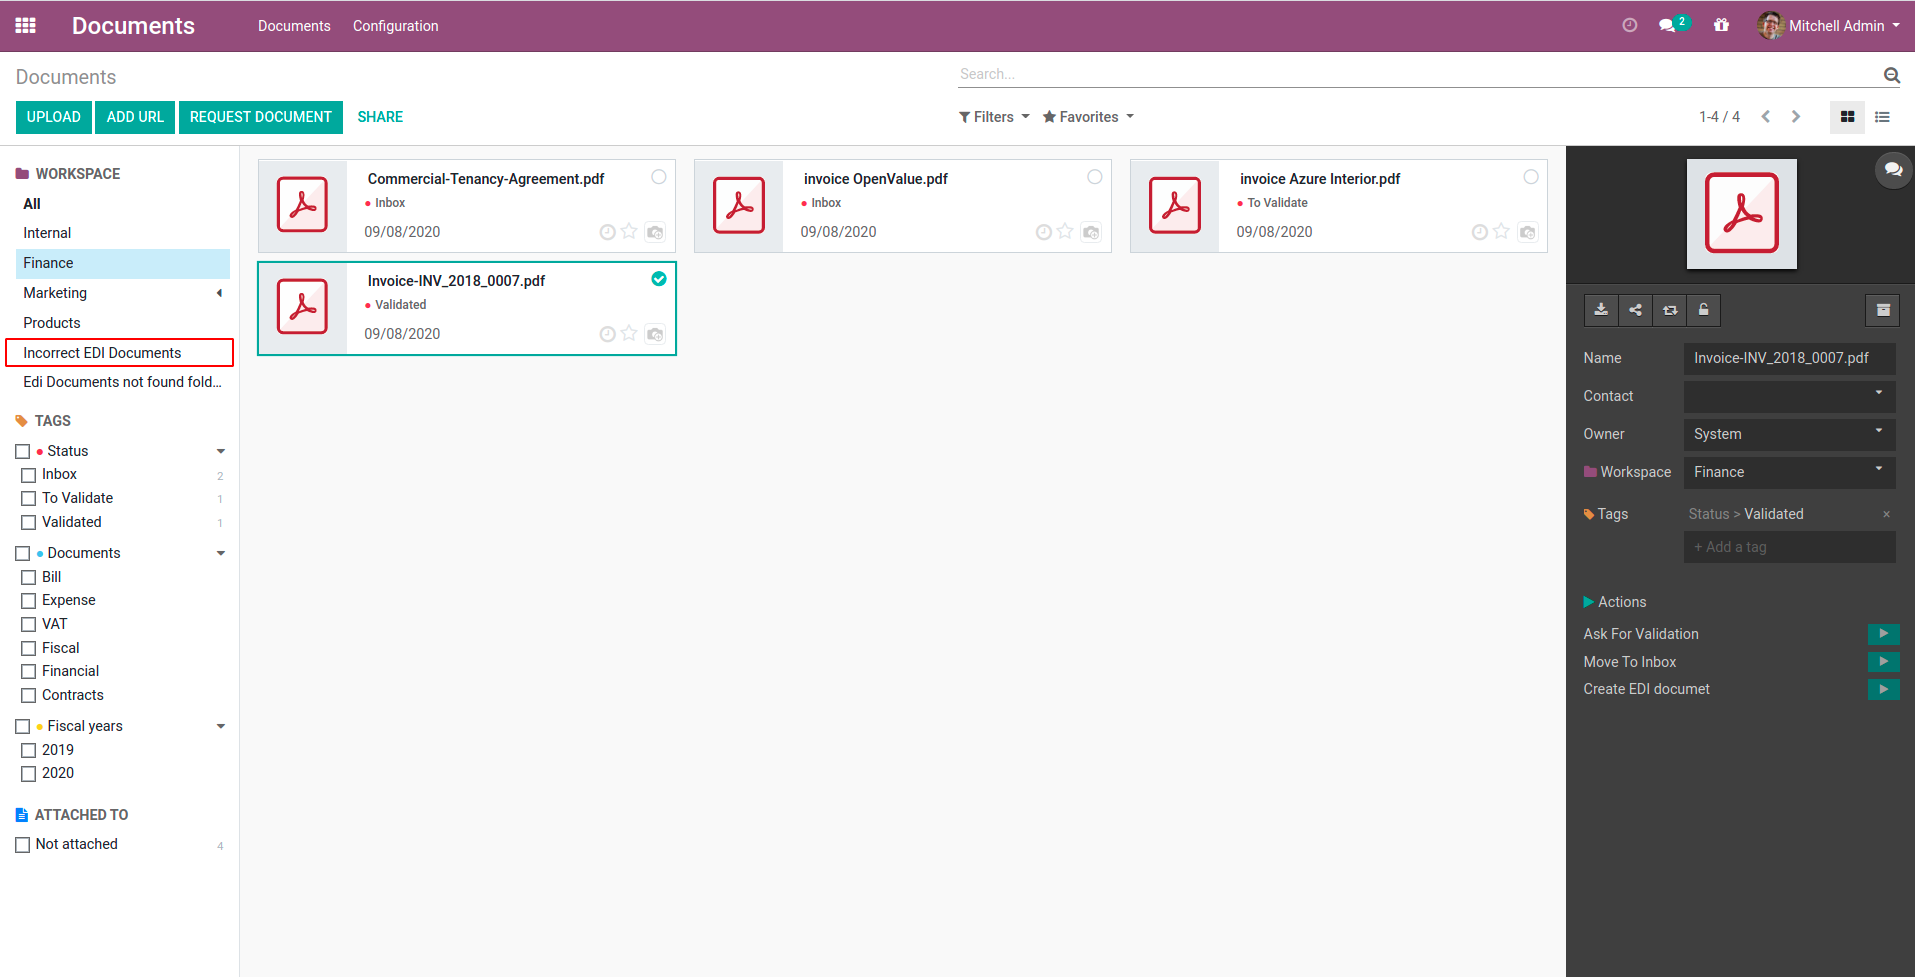 Documents
Documents
Configuration
2
Mitchell Admin
Documents
Search...
UPLOAD
ADD URL
REQUEST DOCUMENT
SHARE
Filters
Favorites
1-4 / 4
WORKSPACE
All
Internal
Finance
Marketing
Products
Incorrect EDI Documents
Edi Documents not found fold...
TAGS
Status
Inbox 2
To Validate 1
Validated 1
Documents
Bill
Expense
VAT
Fiscal
Financial
Contracts
Fiscal years
2019
2020
ATTACHED TO
Not attached 4
Commercial-Tenancy-Agreement.pdf
Inbox
09/08/2020
invoice OpenValue.pdf
Inbox
09/08/2020
invoice Azure Interior.pdf
To Validate
09/08/2020
Invoice-INV_2018_0007.pdf
Validated
09/08/2020
Name Invoice-INV_2018_0007.pdf
Contact
Owner System
Workspace Finance
Tags Status > Validated ×
+ Add a tag
Actions
Ask For Validation
Move To Inbox
Create EDI documet